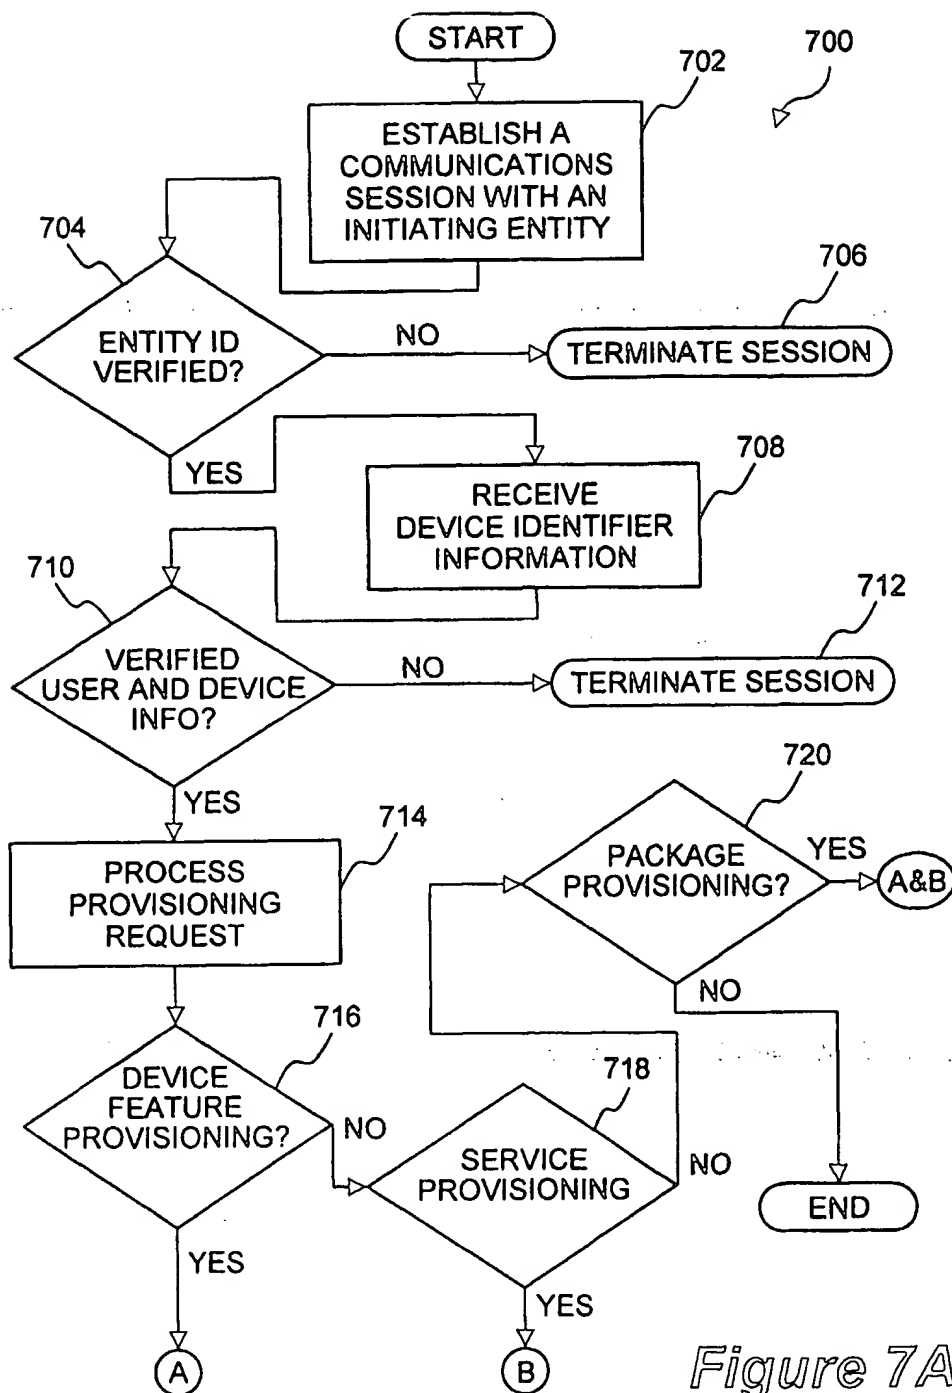 START
700
702
ESTABLISH A
COMMUNICATIONS
SESSION WITH AN
INITIATING ENTITY
704
ENTITY ID
VERIFIED?
NO
706
TERMINATE SESSION
YES
708
RECEIVE
DEVICE IDENTIFIER
INFORMATION
710
VERIFIED
USER AND DEVICE
INFO?
NO
712
TERMINATE SESSION
YES
714
PROCESS
PROVISIONING
REQUEST
720
PACKAGE
PROVISIONING?
YES
A&B
NO
716
DEVICE
FEATURE
PROVISIONING?
NO
718
SERVICE
PROVISIONING
NO
END
YES
A
YES
B
Figure 7A